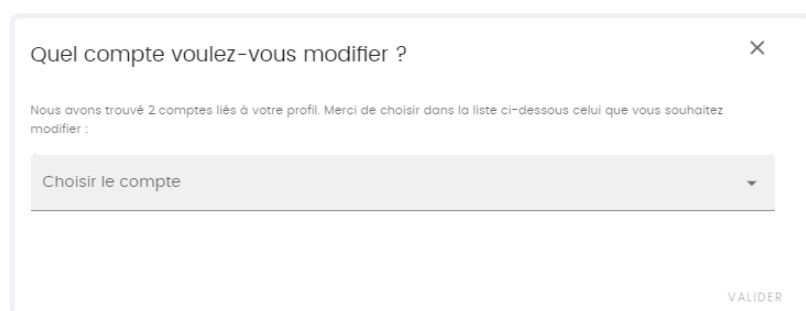 Quel compte voulez-vous modifier ?
Nous avons trouvé 2 comptes liés à votre profil. Merci de choisir dans la liste ci-dessous celui que vous souhaitez
modifier :
Choisir le compte
VALIDER